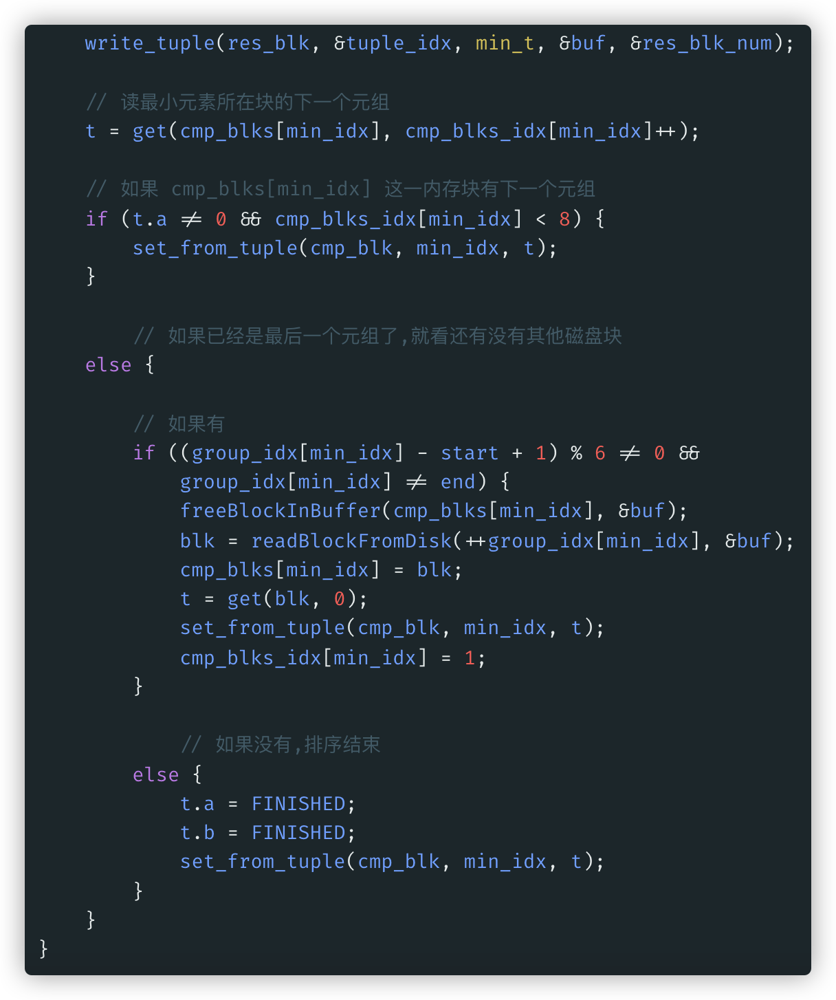 write_tuple(res_blk, &tuple_idx, min_t, &buf, &res_blk_num);
// 读最小元素所在块的下一个元组
t = get(cmp_blks[min_idx], cmp_blks_idx[min_idx]++);
// 如果 cmp_blks[min_idx] 这一内存块有下一个元组
if (t.a != 0 && cmp_blks_idx[min_idx] < 8) {
set_from_tuple(cmp_blk, min_idx, t);
}
// 如果已经是最后一个元组了,就看还有没有其他磁盘块
else {
// 如果有
if ((group_idx[min_idx] - start + 1) % 6 != 0 &&
group_idx[min_idx] != end) {
freeBlockInBuffer(cmp_blks[min_idx], &buf);
blk = readBlockFromDisk(++group_idx[min_idx], &buf);
cmp_blks[min_idx] = blk;
t = get(blk, 0);
set_from_tuple(cmp_blk, min_idx, t);
cmp_blks_idx[min_idx] = 1;
}
// 如果没有,排序结束
else {
t.a = FINISHED;
t.b = FINISHED;
set_from_tuple(cmp_blk, min_idx, t);
}
}
}